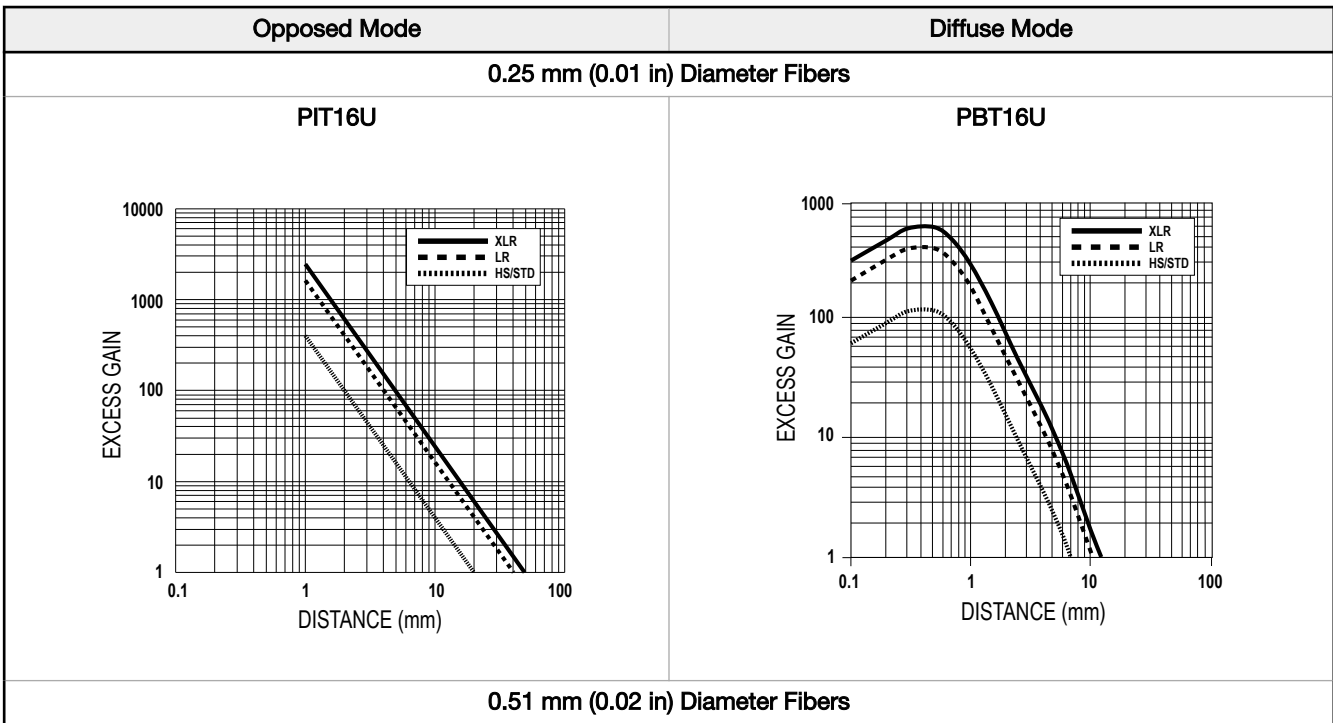 Opposed Mode
Diffuse Mode
0.25 mm (0.01 in) Diameter Fibers
PIT16U
10000
1000
100
10
1
EXCESS GAIN
XLR
LR
HS/STD
0.1
1
10
100
DISTANCE (mm)
PBT16U
1000
100
10
1
EXCESS GAIN
XLR
LR
HS/STD
0.1
1
10
100
DISTANCE (mm)
0.51 mm (0.02 in) Diameter Fibers